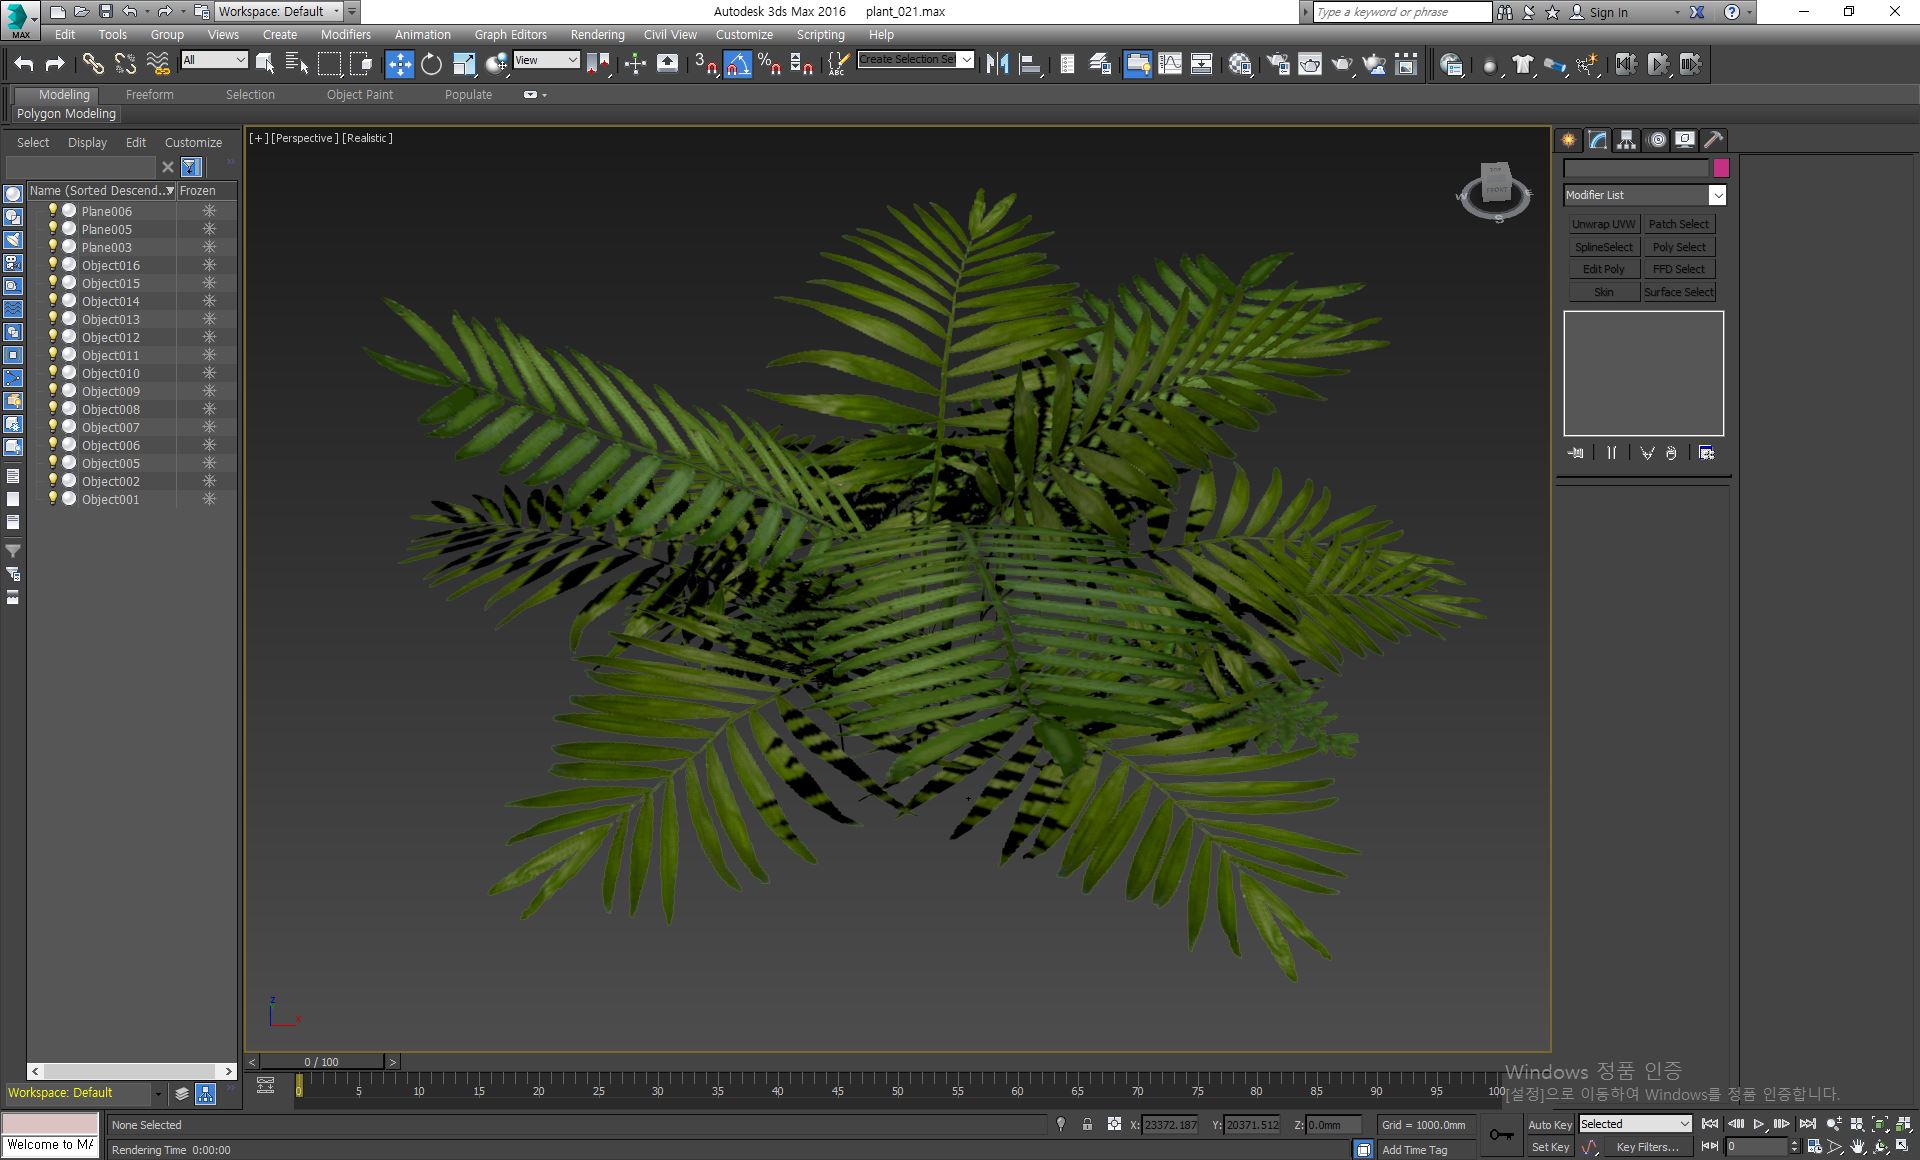 Workspace: Default
Autodesk 3ds Max 2016 plant_021.max
Type a keyword or phrase
Sign In
MAX
Edit Tools Group Views Create Modifiers Animation Graph Editors Rendering Civil View Customize Scripting Help
All
View
Create Selection Se
ABC
Modeling Freeform Selection Object Paint Populate
Polygon Modeling
Select Display Edit Customize
Name (Sorted Descend... Frozen
Plane006
Plane005
Plane003
Object016
Object015
Object014
Object013
Object012
Object011
Object010
Object009
Object008
Object007
Object006
Object005
Object002
Object001
[+] [Perspective] [Realistic]
TOP
FRONT
W
S
E
z
x
Modifier List
Unwrap UVW Patch Select
SplineSelect Poly Select
Edit Poly FFD Select
Skin Surface Select
< 0 / 100 >
0 5 10 15 20 25 30 35 40 45 50 55 60 65 70 75 80 85 90 95 100
Workspace: Default
Windows 정품 인증
[설정]으로 이동하여 Windows를 정품 인증합니다.
None Selected
X: 23372.187 Y: 20371.512 Z: 0.0mm Grid = 1000.0mm
Auto Key Selected
Welcome to MA
Rendering Time 0:00:00
Add Time Tag
Set Key Key Filters...
0